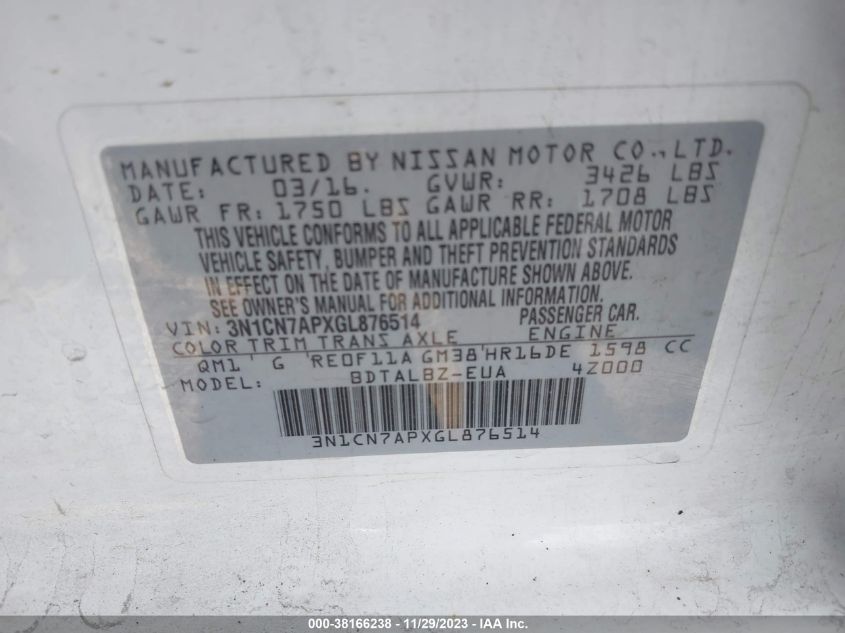 MANUFACTURED BY NISSAN MOTOR CO., LTD.
DATE: 03/16. GVWR: 3426 LBS
GAWR FR: 1750 LBS GAWR RR: 1708 LBS
THIS VEHICLE CONFORMS TO ALL APPLICABLE FEDERAL MOTOR
VEHICLE SAFETY, BUMPER AND THEFT PREVENTION STANDARDS
IN EFFECT ON THE DATE OF MANUFACTURE SHOWN ABOVE.
SEE OWNER'S MANUAL FOR ADDITIONAL INFORMATION.
VIN: 3N1CN7APXGL876514 PASSENGER CAR.
COLOR TRIM TRANS AXLE ENGINE
QM1 G RE0F11A GM38 HR16DE 1598 CC
MODEL: BDTALBZ-EUA 4Z000
3N1CN7APXGL876514
000-38166238 - 11/29/2023 - IAAI.com